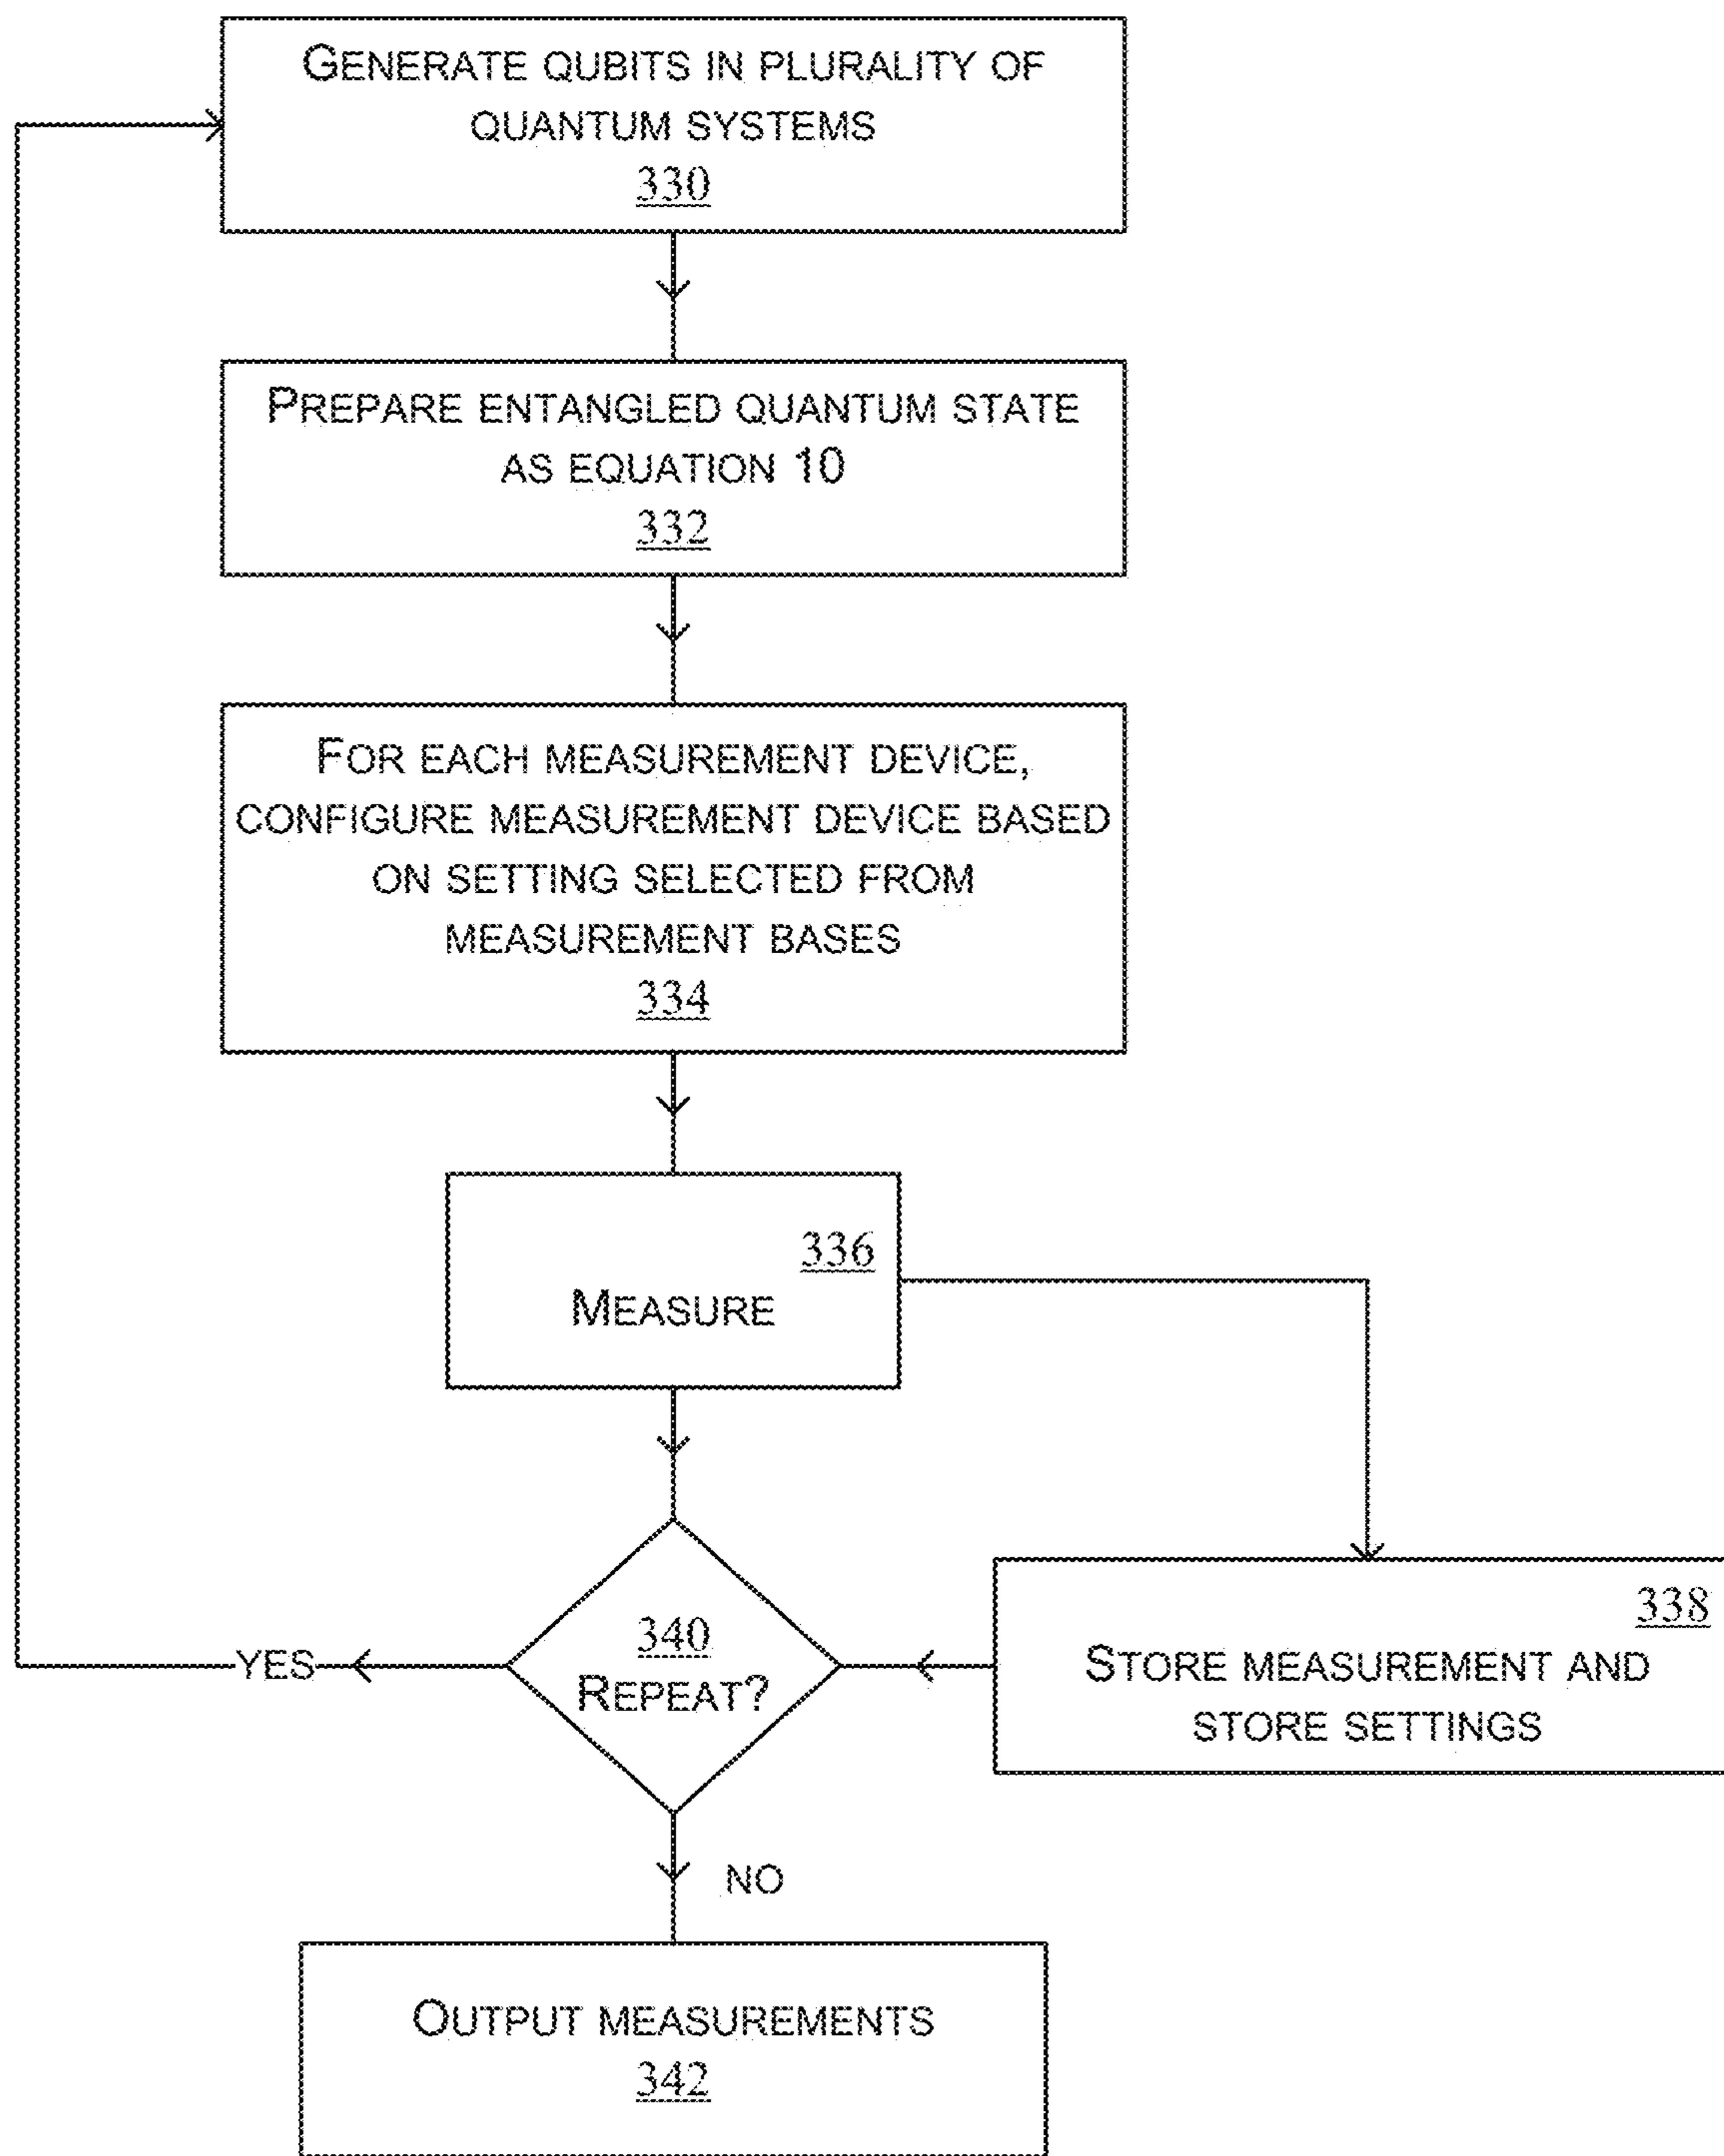 GENERATE QUBITS IN PLURALITY OF
QUANTUM SYSTEMS
330
PREPARE ENTANGLED QUANTUM STATE
AS EQUATION 10
332
FOR EACH MEASUREMENT DEVICE,
CONFIGURE MEASUREMENT DEVICE BASED
ON SETTING SELECTED FROM
MEASUREMENT BASES
334
336
MEASURE
338
STORE MEASUREMENT AND
STORE SETTINGS
340
REPEAT?
YES
NO
OUTPUT MEASUREMENTS
342